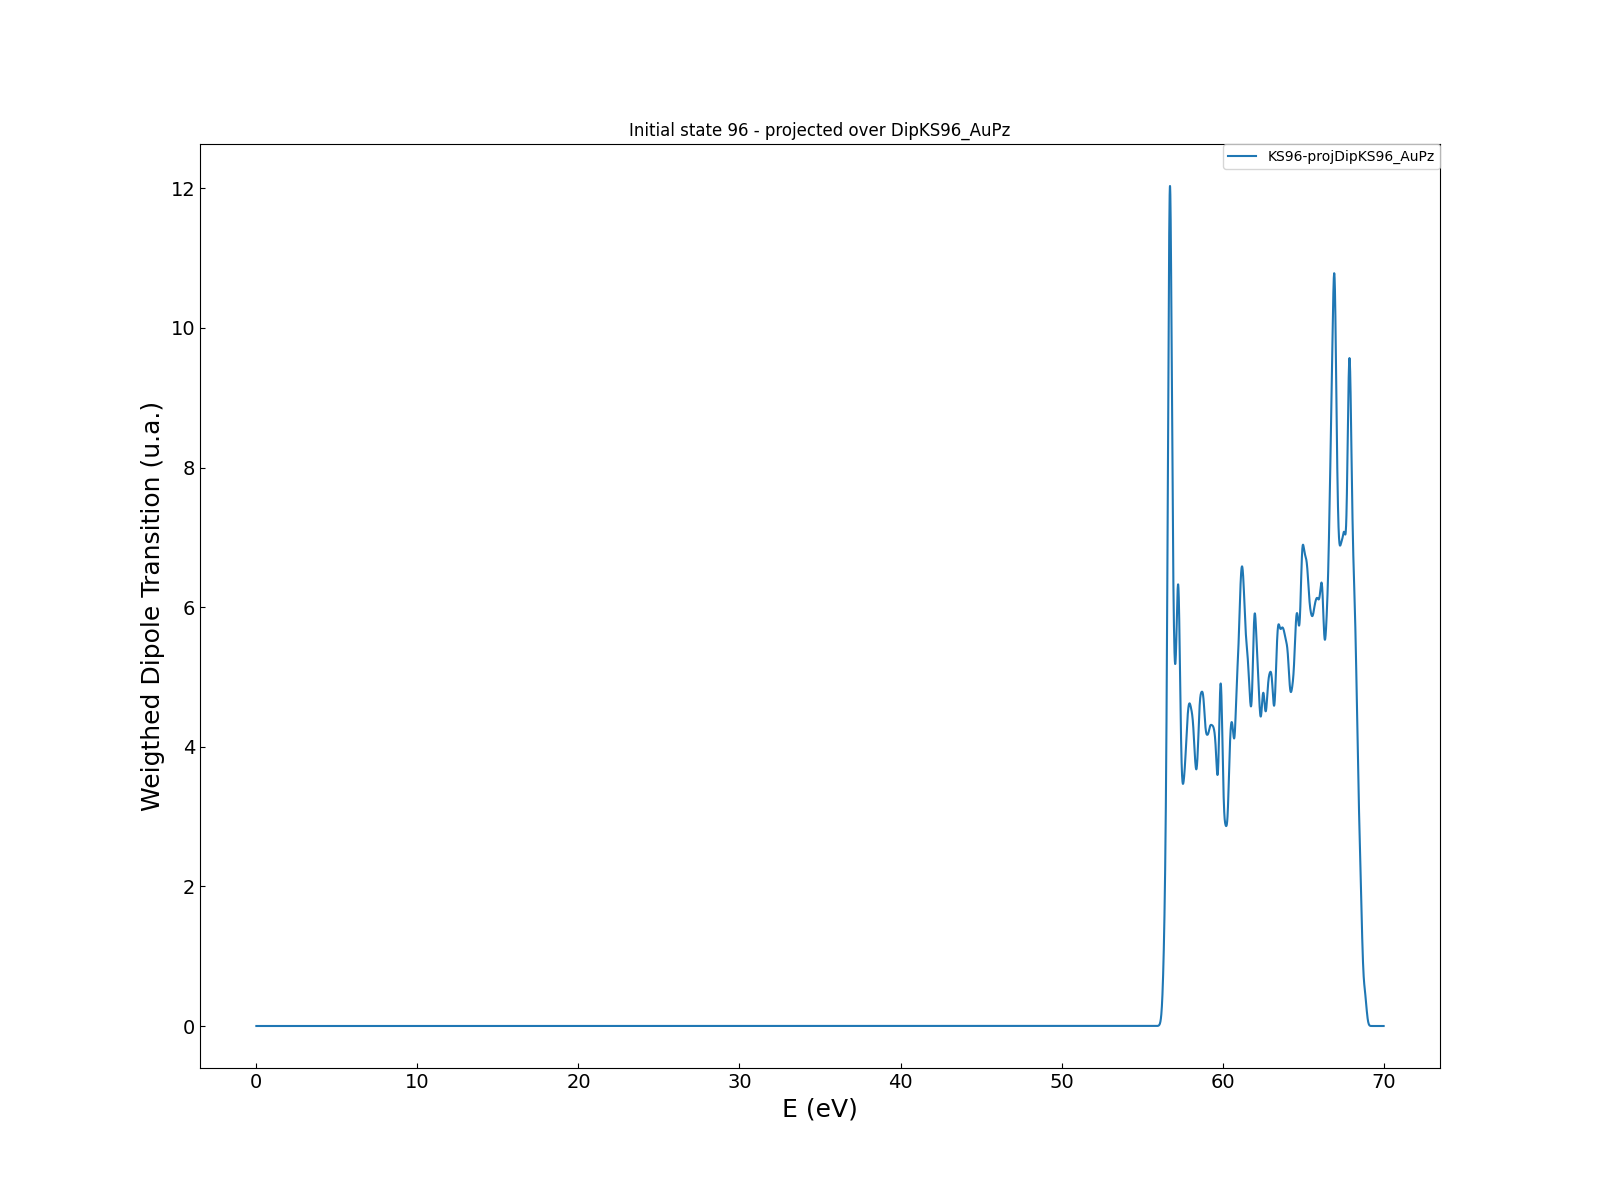 Initial state 96 - projected over DipKS96_AuPz
KS96-projDipKS96_AuPz
12
10
8
6
4
2
0
Weigthed Dipole Transition (u.a.)
0 10 20 30 40 50 60 70
E (eV)